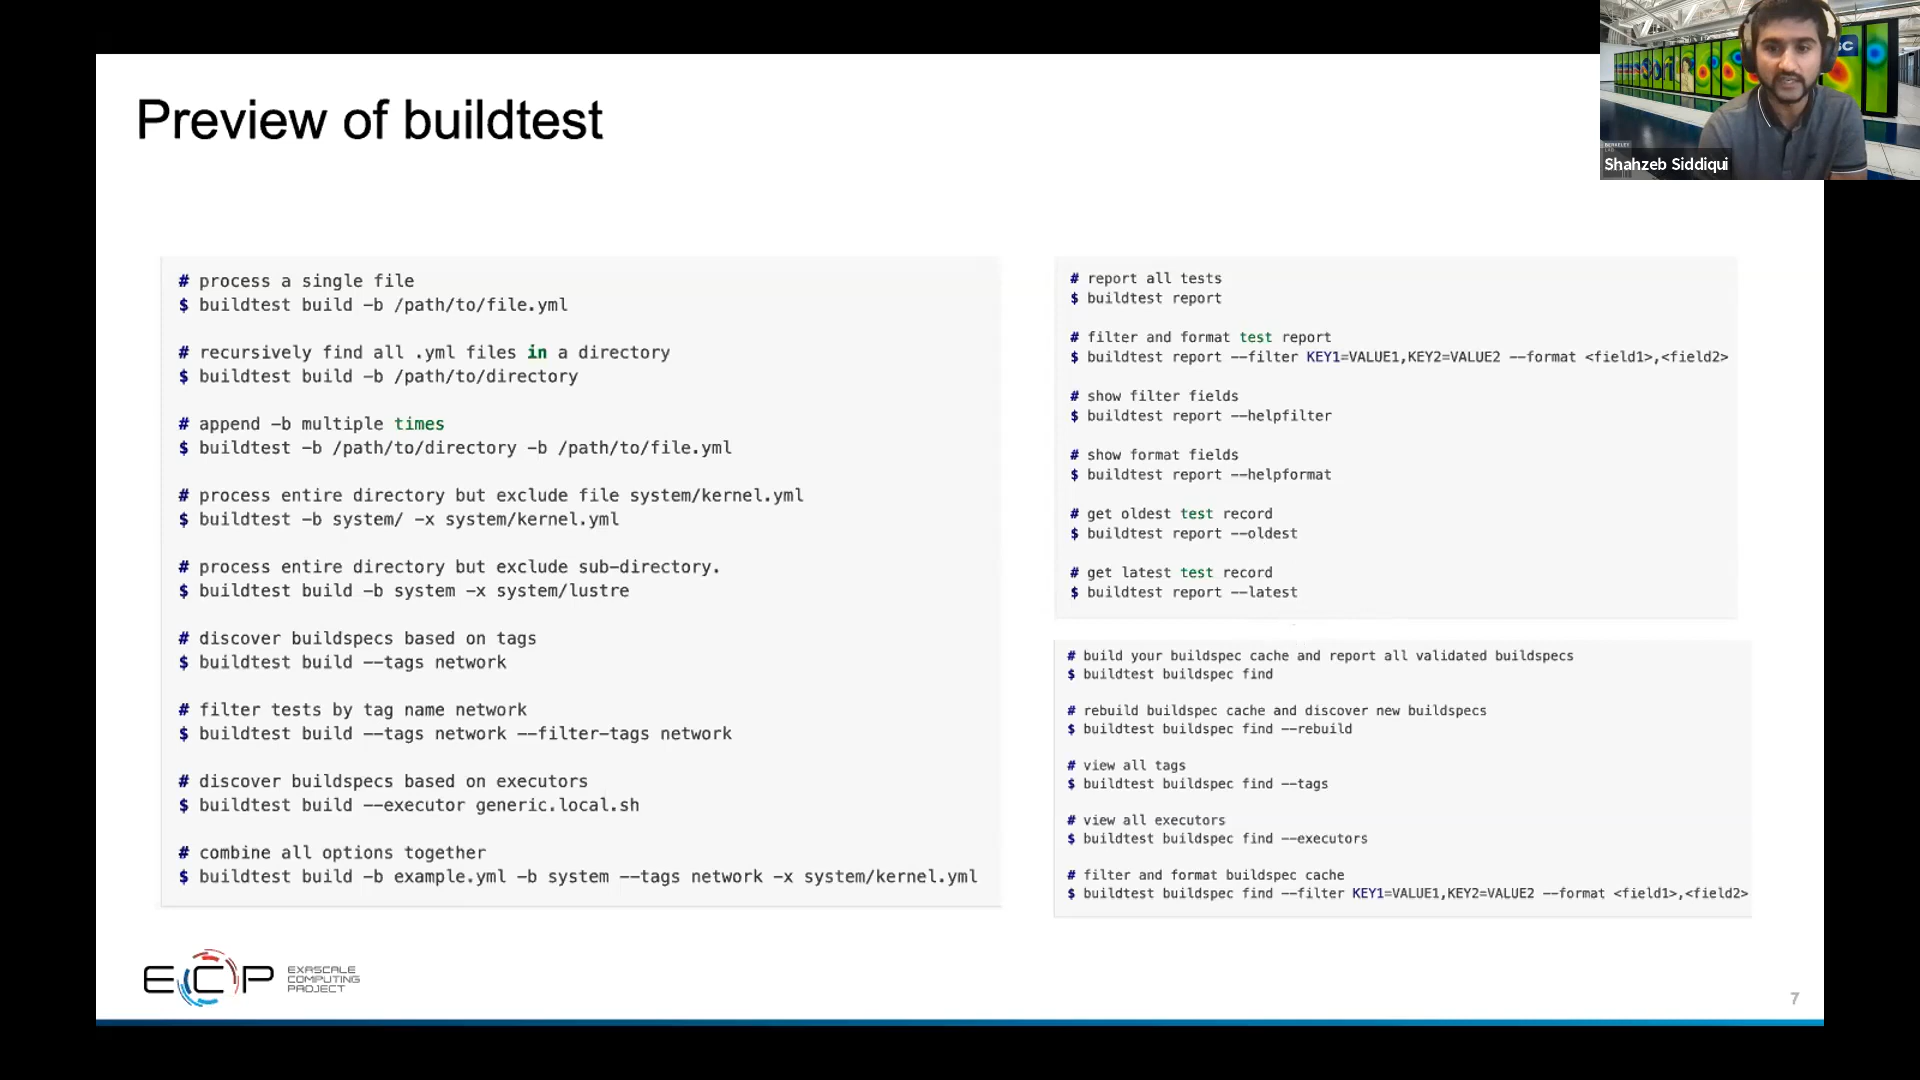 Preview of buildtest
# process a single file
$ buildtest build -b /path/to/file.yml
# recursively find all .yml files in a directory
$ buildtest build -b /path/to/directory
# append -b multiple times
$ buildtest -b /path/to/directory -b /path/to/file.yml
# process entire directory but exclude file system/kernel.yml
$ buildtest -b system/ -x system/kernel.yml
# process entire directory but exclude sub-directory.
$ buildtest build -b system -x system/lustre
# discover buildspecs based on tags
$ buildtest build --tags network
# filter tests by tag name network
$ buildtest build --tags network --filter-tags network
# discover buildspecs based on executors
$ buildtest build --executor generic.local.sh
# combine all options together
$ buildtest build -b example.yml -b system --tags network -x system/kernel.yml
# report all tests
$ buildtest report
# filter and format test report
$ buildtest report --filter KEY1=VALUE1,KEY2=VALUE2 --format <field1>,<field2>
# show filter fields
$ buildtest report --helpfilter
# show format fields
$ buildtest report --helpformat
# get oldest test record
$ buildtest report --oldest
# get latest test record
$ buildtest report --latest
# build your buildspec cache and report all validated buildspecs
$ buildtest buildspec find
# rebuild buildspec cache and discover new buildspecs
$ buildtest buildspec find --rebuild
# view all tags
$ buildtest buildspec find --tags
# view all executors
$ buildtest buildspec find --executors
# filter and format buildspec cache
$ buildtest buildspec find --filter KEY1=VALUE1,KEY2=VALUE2 --format <field1>,<field2>
ECP
EXASCALE
COMPUTING
PROJECT
7
BERKELEY
LAB
Shahzeb Siddiqui